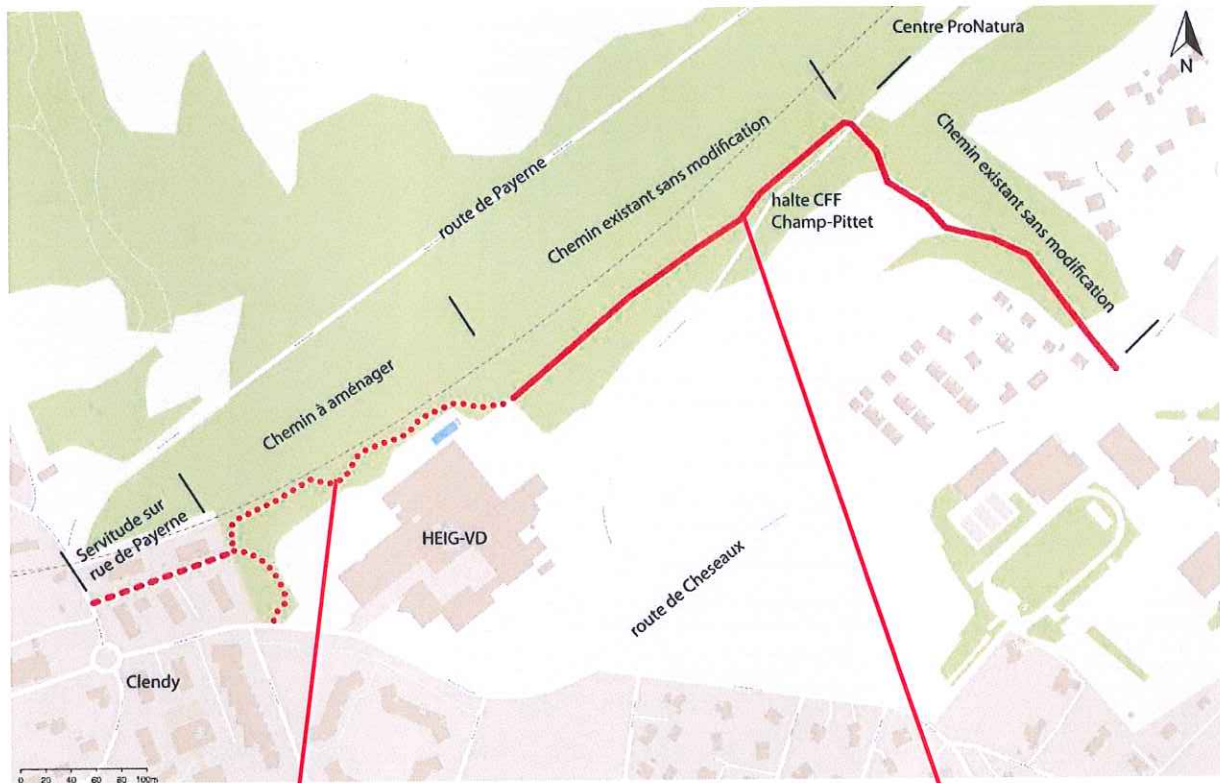 Centre ProNatura
N
Chemin existant sans modification
route de Payerne
Chemin existant sans modification
halte CFF
Champ-Pittet
Chemin à aménager
Servitude sur
rue de Payerne
HEIG-VD
route de Cheseaux
Clendy
0 20 40 60 80 100m